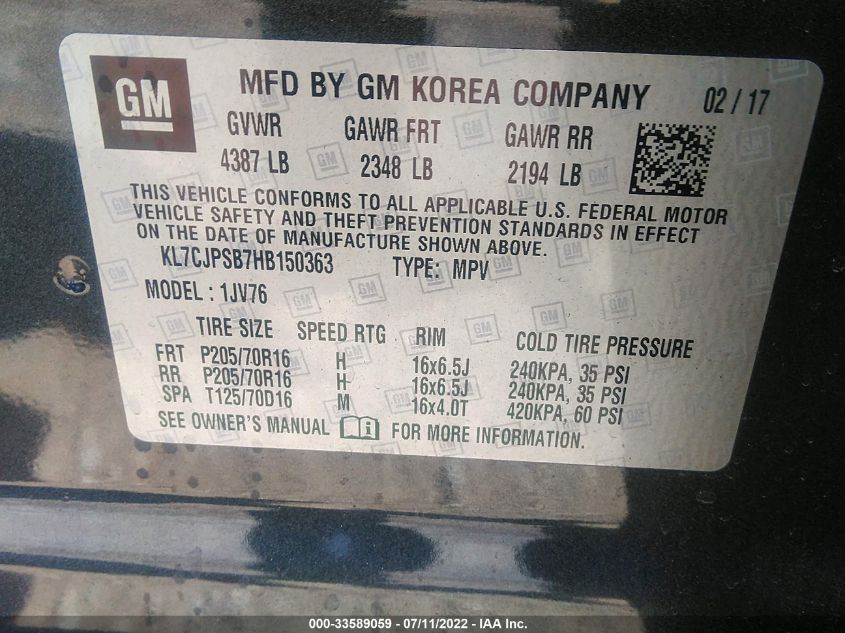 GM
MFD BY GM KOREA COMPANY 02 / 17
GVWR GAWR FRT GAWR RR
4387 LB 2348 LB 2194 LB
THIS VEHICLE CONFORMS TO ALL APPLICABLE U.S. FEDERAL MOTOR
VEHICLE SAFETY AND THEFT PREVENTION STANDARDS IN EFFECT
ON THE DATE OF MANUFACTURE SHOWN ABOVE.
KL7CJPSB7HB150363 TYPE: MPV
MODEL : 1JV76
TIRE SIZE SPEED RTG RIM COLD TIRE PRESSURE
FRT P205/70R16 H 16x6.5J 240KPA, 35 PSI
RR P205/70R16 H 16x6.5J 240KPA, 35 PSI
SPA T125/70D16 M 16x4.0T 420KPA, 60 PSI
SEE OWNER'S MANUAL i FOR MORE INFORMATION.
000-33589059 - 07/11/2022 - IAA Inc.